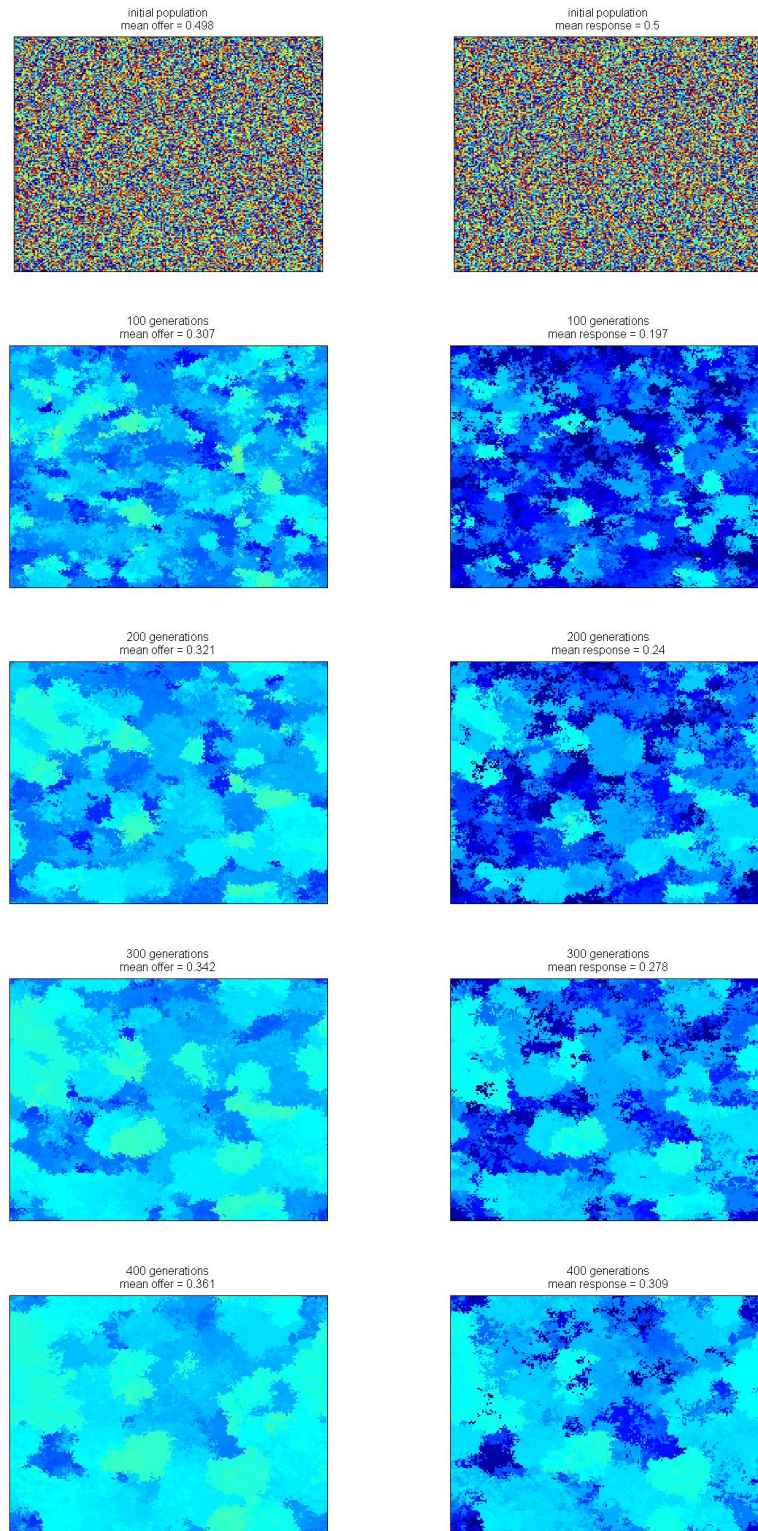 initial population
mean offer = 0.498
initial population
mean response = 0.5
100 generations
mean offer = 0.307
100 generations
mean response = 0.197
200 generations
mean offer = 0.321
200 generations
mean response = 0.24
300 generations
mean offer = 0.342
300 generations
mean response = 0.278
400 generations
mean offer = 0.361
400 generations
mean response = 0.309